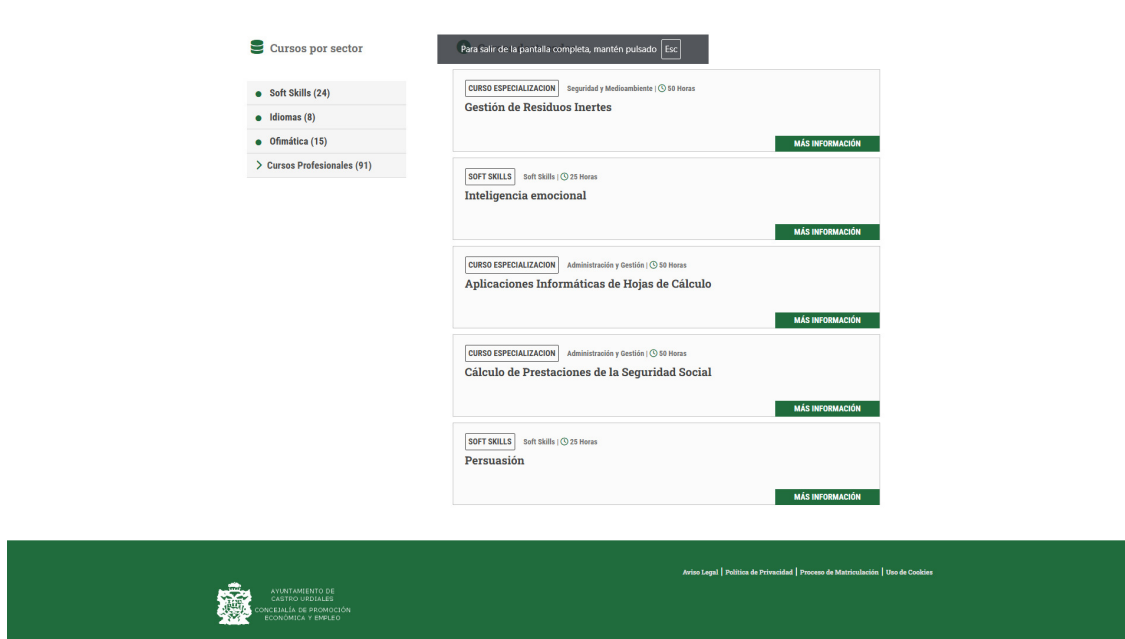 Cursos por sector
Soft Skills (24)
Idiomas (8)
Ofimática (15)
Cursos Profesionales (91)
Para salir de la pantalla completa, mantén pulsado Esc
CURSO ESPECIALIZACION Seguridad y Medioambiente | 50 Horas
Gestión de Residuos Inertes
MÁS INFORMACIÓN
SOFT SKILLS Soft Skills | 25 Horas
Inteligencia emocional
MÁS INFORMACIÓN
CURSO ESPECIALIZACION Administración y Gestión | 50 Horas
Aplicaciones Informáticas de Hojas de Cálculo
MÁS INFORMACIÓN
CURSO ESPECIALIZACION Administración y Gestión | 50 Horas
Cálculo de Prestaciones de la Seguridad Social
MÁS INFORMACIÓN
SOFT SKILLS Soft Skills | 25 Horas
Persuasión
MÁS INFORMACIÓN
Aviso Legal | Política de Privacidad | Proceso de Matriculación | Uso de Cookies
AYUNTAMIENTO DE
CASTRO URDIALES
CONCEJALÍA DE PROMOCIÓN
ECONÓMICA Y EMPLEO